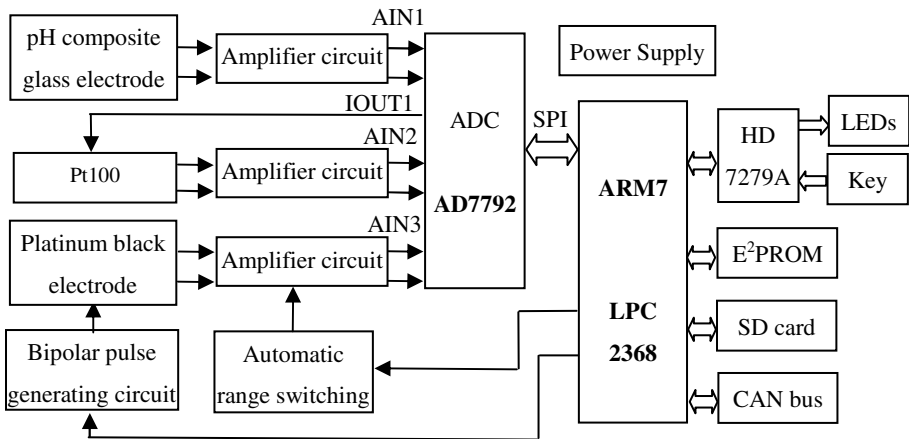 pH composite
glass electrode
Amplifier circuit
AIN1
IOUT1
Pt100
Amplifier circuit
AIN2
Platinum black
electrode
Amplifier circuit
AIN3
Bipolar pulse
generating circuit
Automatic
range switching
ADC
AD7792
SPI
Power Supply
ARM7
LPC
2368
HD
7279A
LEDs
Key
E²PROM
SD card
CAN bus